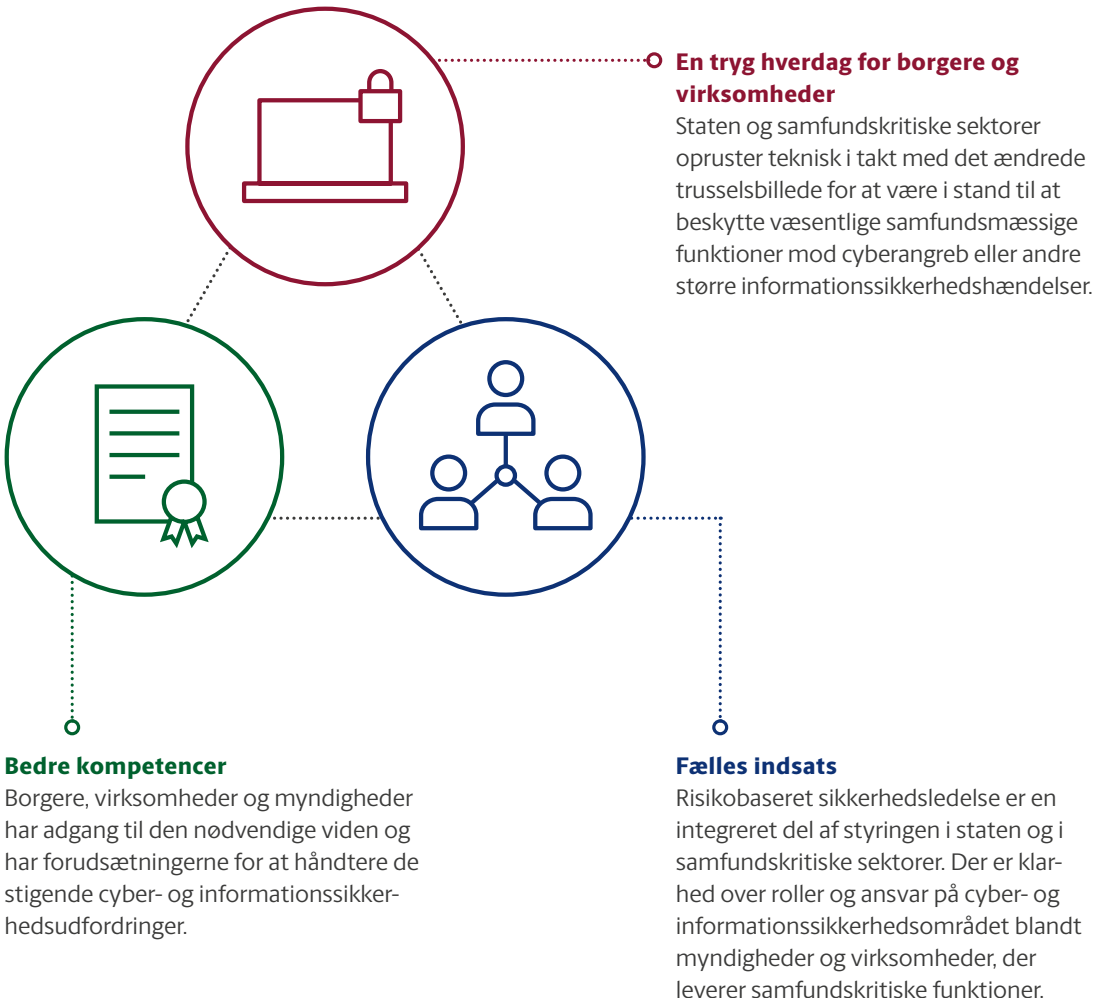 En tryg hverdag for borgere og
virksomheder
Staten og samfundskritiske sektorer
opruster teknisk i takt med det ændrede
trusselsbillede for at være i stand til at
beskytte væsentlige samfundsmæssige
funktioner mod cyberangreb eller andre
større informationssikkerhedshændelser.
Bedre kompetencer
Borgere, virksomheder og myndigheder
har adgang til den nødvendige viden og
har forudsætningerne for at håndtere de
stigende cyber- og informationssikker-
hedsudfordringer.
Fælles indsats
Risikobaseret sikkerhedsledelse er en
integreret del af styringen i staten og i
samfundskritiske sektorer. Der er klar-
hed over roller og ansvar på cyber- og
informationssikkerhedsområdet blandt
myndigheder og virksomheder, der
leverer samfundskritiske funktioner.